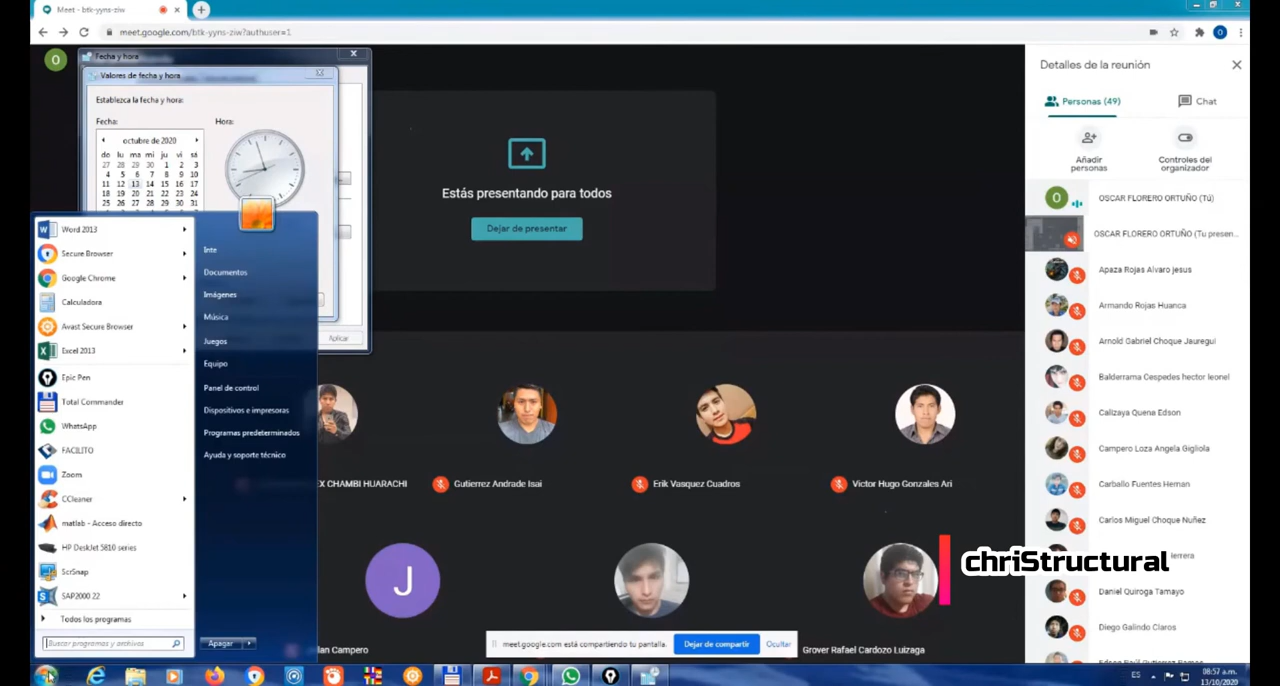 Meet - btk-yyns-ziw
meet.google.com/btk-yyns-ziw?authuser=1
O
Fecha y hora
Valores de fecha y hora
Establezca la fecha y hora:
Fecha:
Hora:
octubre de 2020
do lu ma mi ju vi sá
27 28 29 30 1 2 3
4 5 6 7 8 9 10
11 12 13 14 15 16 17
18 19 20 21 22 23 24
25 26 27 28 29 30 31
Aplicar
Word 2013
Secure Browser
Google Chrome
Calculadora
Avast Secure Browser
Excel 2013
Epic Pen
Total Commander
WhatsApp
FACILITO
Zoom
CCleaner
matlab - Acceso directo
HP DeskJet 5810 series
ScrSnap
SAP2000 22
Todos los programas
Buscar programas y archivos
Inte
Documentos
Imágenes
Música
Juegos
Equipo
Panel de control
Dispositivos e impresoras
Programas predeterminados
Ayuda y soporte técnico
Apagar
Estás presentando para todos
Dejar de presentar
EX CHAMBI HUARACHI
Gutierrez Andrade Isai
Erik Vasquez Cuadros
Victor Hugo Gonzales Ari
J
lan Campero
Grover Rafael Cardozo Luizaga
meet.google.com está compartiendo tu pantalla.
Dejar de compartir
Ocultar
Detalles de la reunión
Personas (49)
Chat
Añadir personas
Controles del organizador
O
OSCAR FLORERO ORTUÑO (Tú)
OSCAR FLORERO ORTUÑO (Tu presen...
Apaza Rojas Alvaro jesus
Armando Rojas Huanca
Arnold Gabriel Choque Jauregui
Balderrama Cespedes hector leonel
Calizaya Quena Edson
Campero Loza Angela Gigliola
Carballo Fuentes Hernan
Carlos Miguel Choque Nuñez
errera
Daniel Quiroga Tamayo
Diego Galindo Claros
chriStructural
ES
08:57 a.m.
13/10/2020